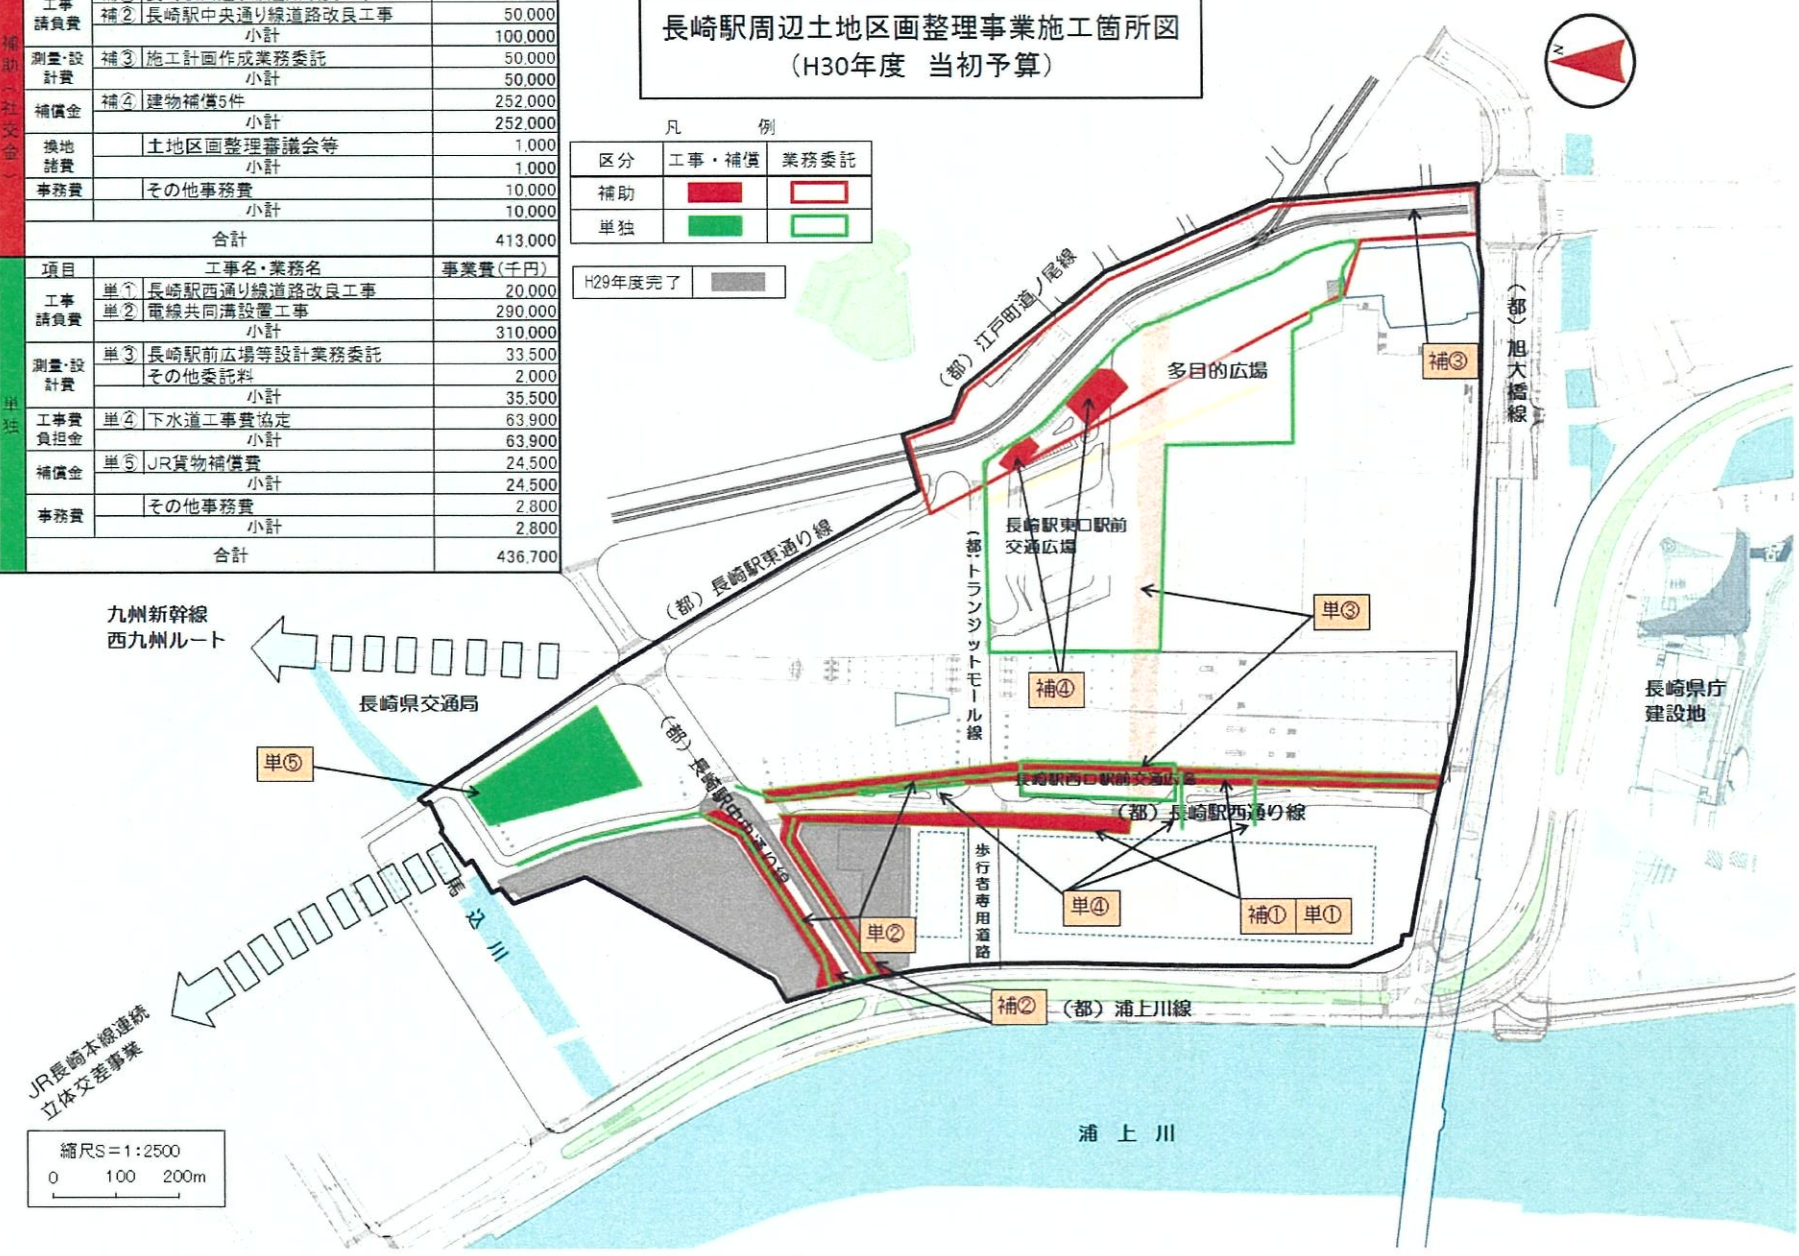 長崎駅周辺土地区画整理事業施工箇所図
（H30年度　当初予算）
補助（社交金）
工事
請負費
補② 長崎駅中央通り線道路改良工事 50,000
小計 100,000
測量・設
計費
補③ 施工計画作成業務委託 50,000
小計 50,000
補償金
補④ 建物補償5件 252,000
小計 252,000
換地
諸費
土地区画整理審議会等 1,000
小計 1,000
事務費 その他事務費 10,000
小計 10,000
合計 413,000
単独
項目 工事名・業務名 事業費（千円）
工事
請負費
単① 長崎駅西通り線道路改良工事 20,000
単② 電線共同溝設置工事 290,000
小計 310,000
測量・設
計費
単③ 長崎駅前広場等設計業務委託 33,500
その他委託料 2,000
小計 35,500
工事費
負担金
単④ 下水道工事費協定 63,900
小計 63,900
補償金
単⑤ JR貨物補償費 24,500
小計 24,500
事務費 その他事務費 2,800
小計 2,800
合計 436,700
凡　例
区分 工事・補償 業務委託
補助
単独
H29年度完了
N
（都）江戸町道ノ尾線
（都）旭大橋線
補③
多目的広場
長崎駅東口駅前
交通広場
（都）長崎駅東通り線
（都）トランジットモール線
単③
補④
九州新幹線
西九州ルート
長崎県交通局
長崎県庁
建設地
単⑤
（都）長崎駅中央通り線
長崎駅西口駅前交通広場
（都）長崎駅西通り線
歩行者専用道路
単④
補① 単①
単②
補②
（都）浦上川線
馬込川
JR長崎本線連続
立体交差事業
浦上川
縮尺S＝1：2500
0 100 200m